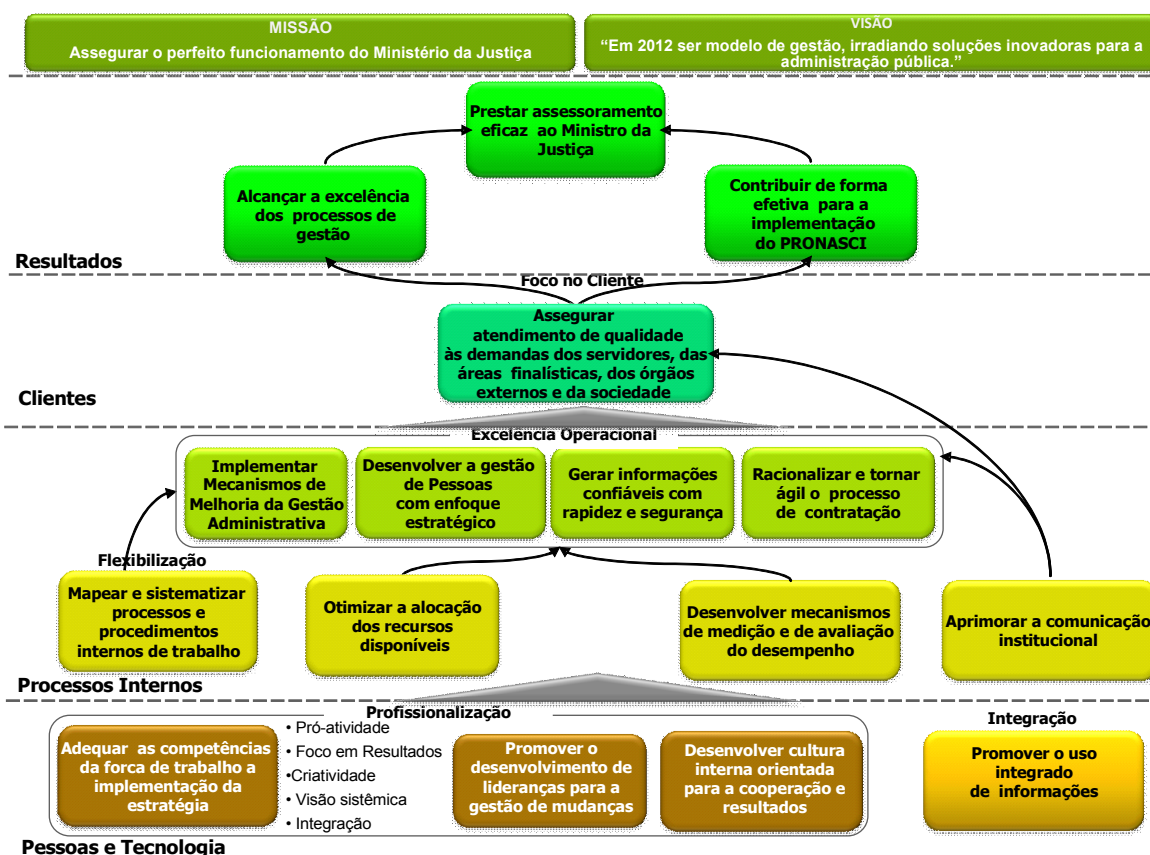 MISSÃO
Assegurar o perfeito funcionamento do Ministério da Justiça
VISÃO
“Em 2012 ser modelo de gestão, irradiando soluções inovadoras para a
administração pública.”
Prestar assessoramento
eficaz ao Ministro da
Justiça
Alcançar a excelência
dos processos de
gestão
Contribuir de forma
efetiva para a
implementação
do PRONASCI
Resultados
Foco no Cliente
Assegurar
atendimento de qualidade
às demandas dos servidores, das
áreas finalísticas, dos órgãos
externos e da sociedade
Clientes
Excelência Operacional
Implementar
Mecanismos de
Melhoria da Gestão
Administrativa
Desenvolver a gestão
de Pessoas
com enfoque
estratégico
Gerar informações
confiáveis com
rapidez e segurança
Racionalizar e tornar
ágil o processo
de contratação
Flexibilização
Mapear e sistematizar
processos e
procedimentos
internos de trabalho
Otimizar a alocação
dos recursos
disponíveis
Desenvolver mecanismos
de medição e de avaliação
do desempenho
Aprimorar a comunicação
institucional
Processos Internos
Profissionalização
Adequar as competências
da forca de trabalho a
implementação da
estratégia
• Pró-atividade
• Foco em Resultados
•Criatividade
• Visão sistêmica
• Integração
Promover o
desenvolvimento de
lideranças para a
gestão de mudanças
Desenvolver cultura
interna orientada
para a cooperação e
resultados
Integração
Promover o uso
integrado
de informações
Pessoas e Tecnologia